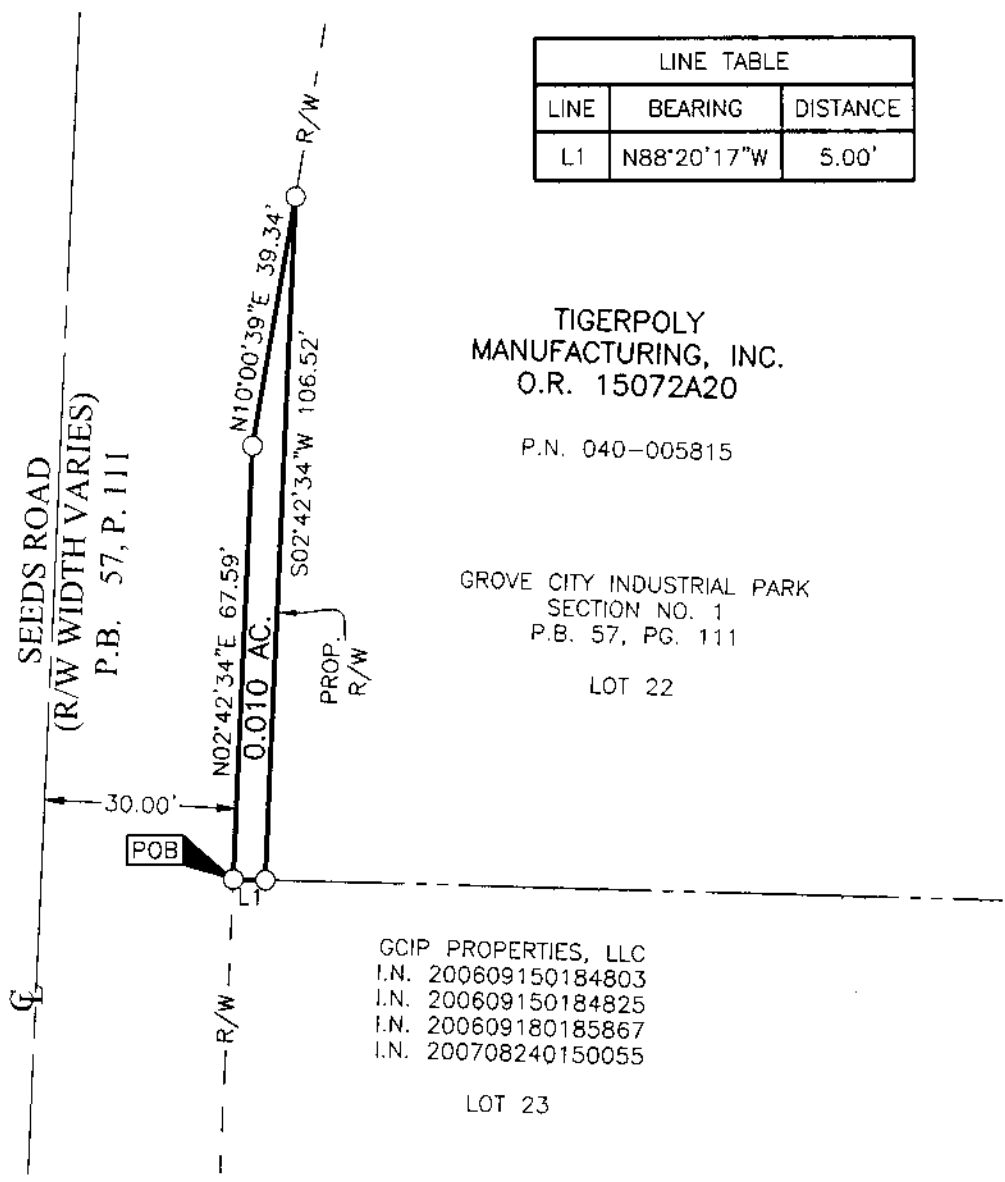 LINE TABLE
LINE BEARING DISTANCE
L1 N88°20'17"W 5.00'
R/W
N10°00'39"E 39.34'
S02°42'34"W 106.52'
TIGERPOLY
MANUFACTURING, INC.
O.R. 15072A20
P.N. 040-005815
SEEDS ROAD
(R/W WIDTH VARIES)
P.B. 57, P. 111
N02°42'34"E 67.59'
0.010 AC.
PROP.
R/W
GROVE CITY INDUSTRIAL PARK
SECTION NO. 1
P.B. 57, PG. 111
LOT 22
30.00'
POB
L1
GCIP PROPERTIES, LLC
I.N. 200609150184803
I.N. 200609150184825
I.N. 200609180185867
I.N. 200708240150055
LOT 23
R/W
℄